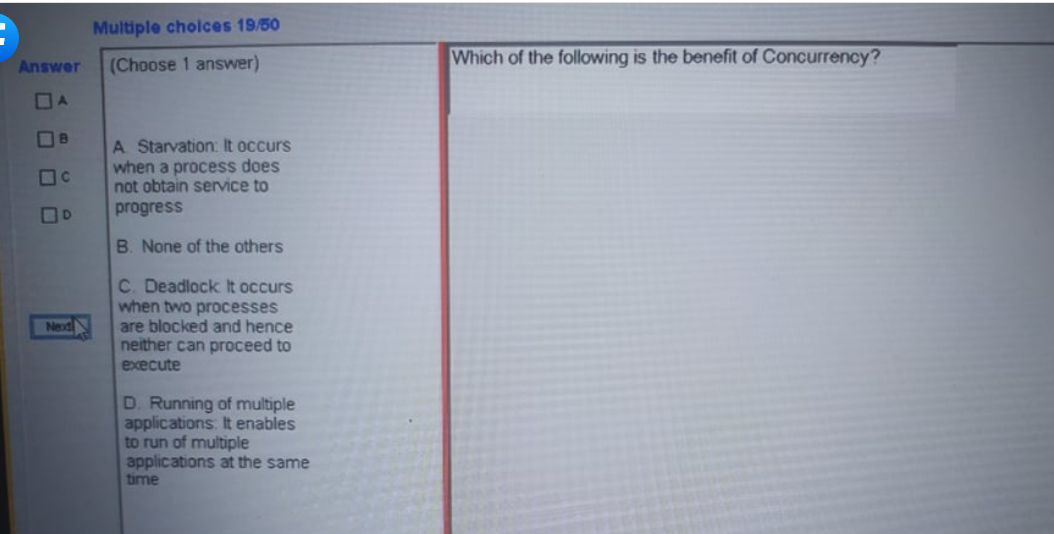 Multiple choices 19/50
Answer
(Choose 1 answer)
Which of the following is the benefit of Concurrency?
A
B
C
D
A. Starvation: It occurs
when a process does
not obtain service to
progress
B. None of the others
C. Deadlock: It occurs
when two processes
are blocked and hence
neither can proceed to
execute
D. Running of multiple
applications: It enables
to run of multiple
applications at the same
time
Next